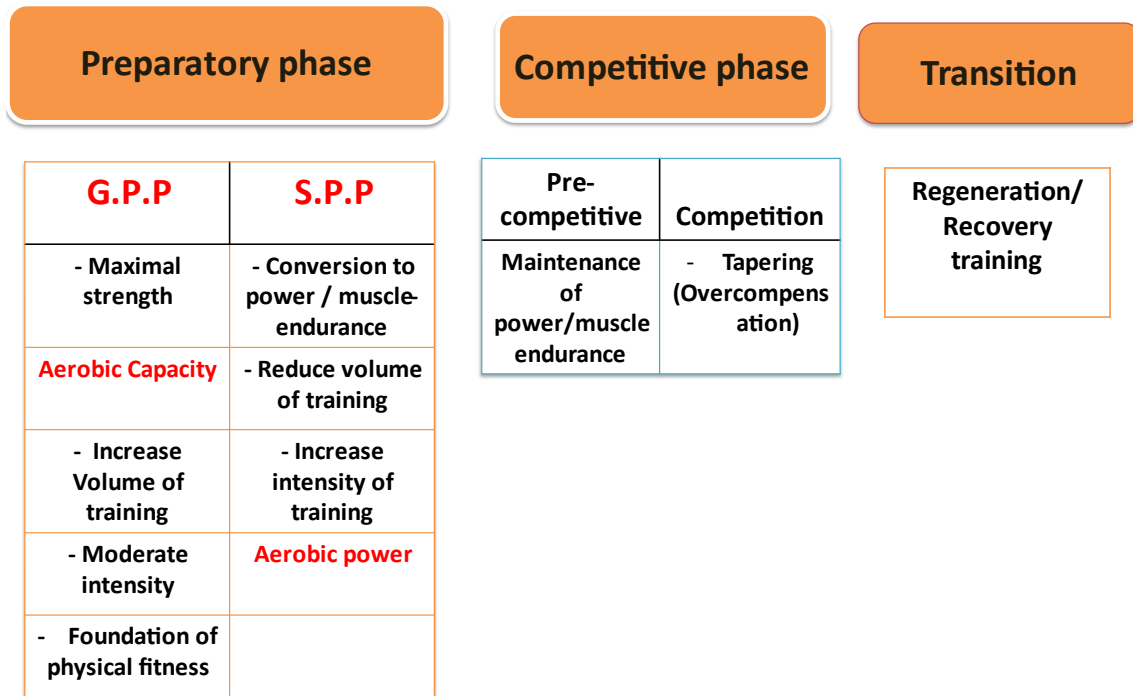 Preparatory phase
Competitive phase
Transition
G.P.P
S.P.P
- Maximal
strength
- Conversion to
power / muscle-
endurance
Aerobic Capacity
- Reduce volume
of training
- Increase
Volume of
training
- Increase
intensity of
training
- Moderate
intensity
Aerobic power
- Foundation of
physical fitness
Pre-
competitive
Competition
Maintenance
of
power/muscle
endurance
- Tapering
(Overcompens
ation)
Regeneration/
Recovery
training